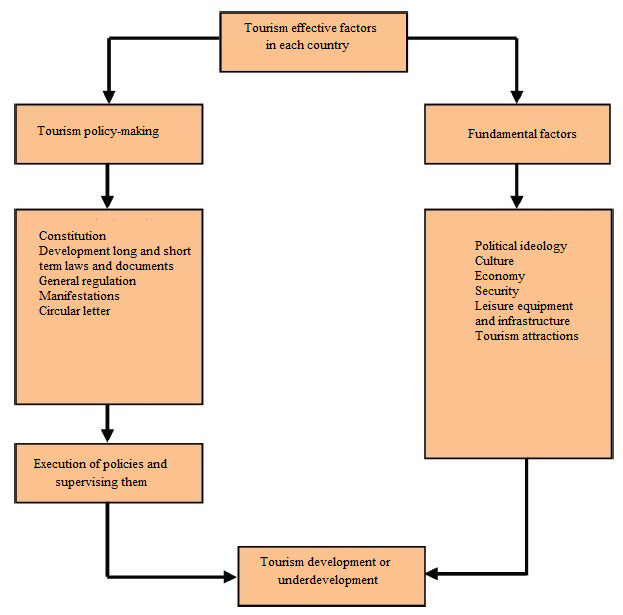 Tourism effective factors
in each country
Tourism policy-making
Fundamental factors
Constitution
Development long and short
term laws and documents
General regulation
Manifestations
Circular letter
Political ideology
Culture
Economy
Security
Leisure equipment
and infrastructure
Tourism attractions
Execution of policies and
supervising them
Tourism development or
underdevelopment